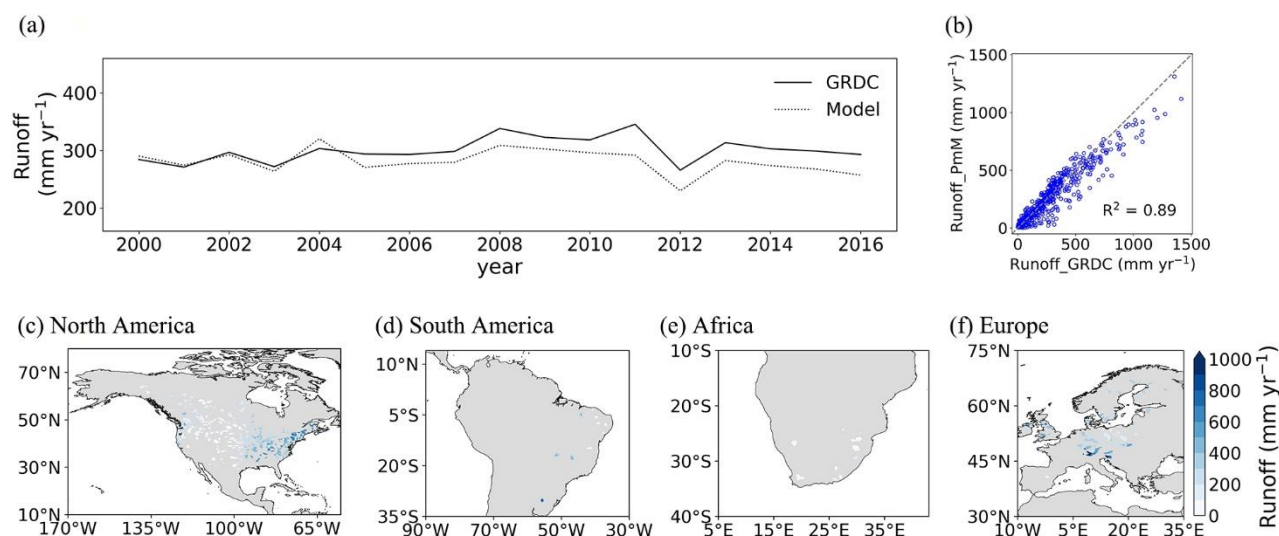 (a)
Runoff
(mm yr⁻¹)
400
300
200
GRDC
Model
2000 2002 2004 2006 2008 2010 2012 2014 2016
year
(b)
Runoff_PmM (mm yr⁻¹)
1500
1000
500
0
R² = 0.89
0 500 1000 1500
Runoff_GRDC (mm yr⁻¹)
(c) North America
70°N
50°N
30°N
10°N
170°W 135°W 100°W 65°W
(d) South America
10°N
5°S
20°S
35°S
90°W 70°W 50°W 30°W
(e) Africa
10°S
20°S
30°S
40°S
5°E 15°E 25°E 35°E
(f) Europe
75°N
60°N
45°N
30°N
10°W 5°E 20°E 35°E
1000
800
600
400
200
0
Runoff (mm yr⁻¹)